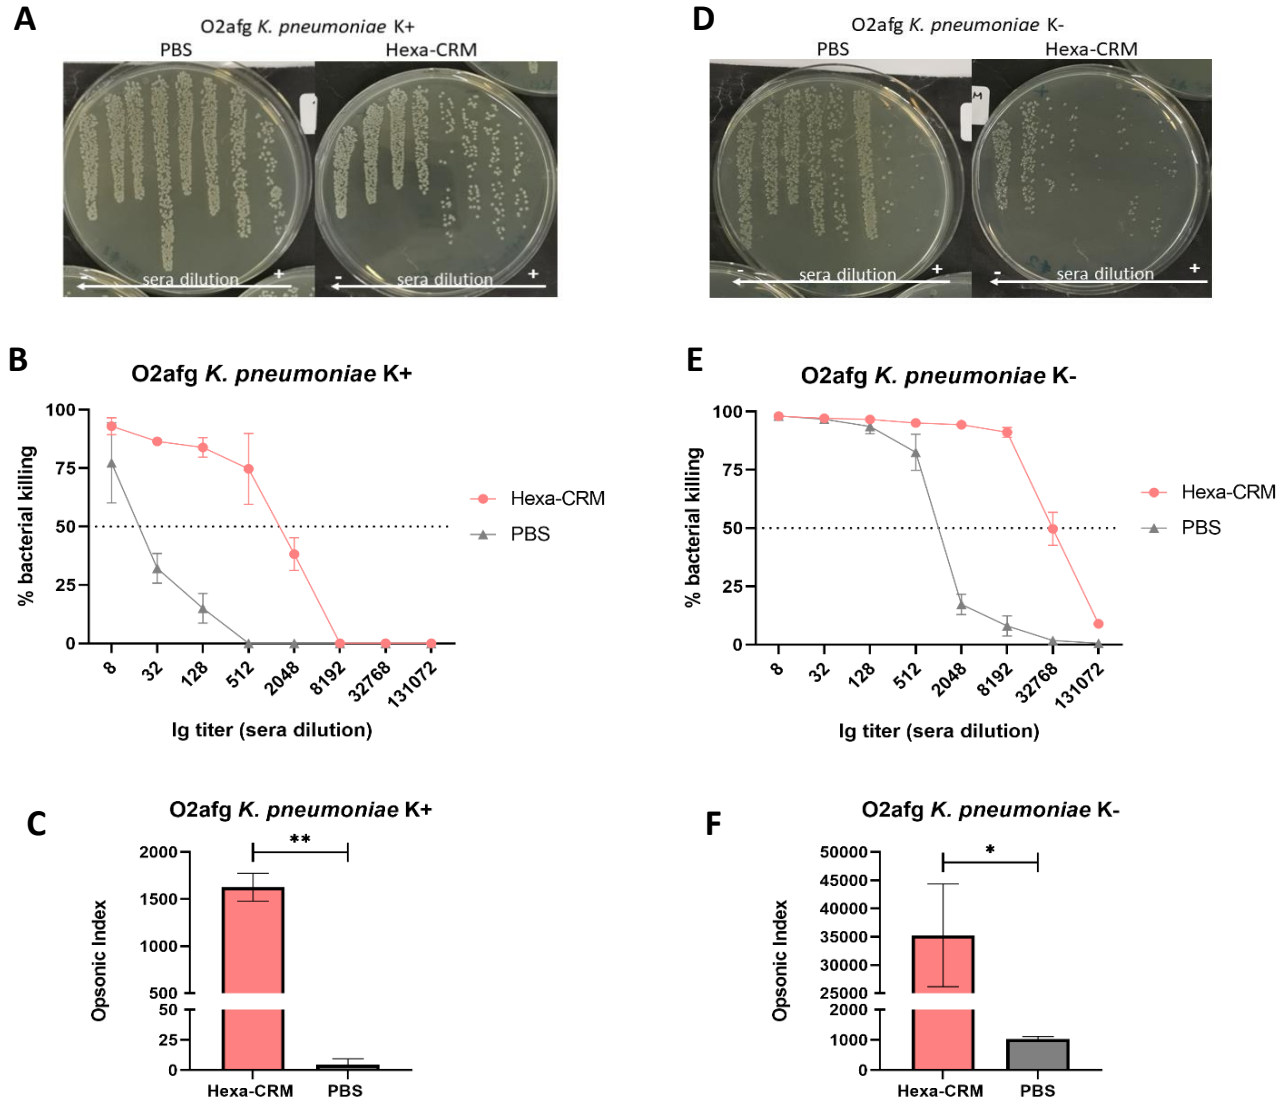 A
O2afg K. pneumoniae K+
PBS Hexa-CRM
- sera dilution +
- sera dilution +
B
O2afg K. pneumoniae K+
% bacterial killing
100
75
50
25
0
8 32 128 512 2048 8192 32768 131072
Ig titer (sera dilution)
Hexa-CRM
PBS
C
O2afg K. pneumoniae K+
**
Opsonic Index
2000
1500
1000
500
50
25
0
Hexa-CRM PBS
D
O2afg K. pneumoniae K-
PBS Hexa-CRM
M
- sera dilution +
- sera dilution +
E
O2afg K. pneumoniae K-
% bacterial killing
100
75
50
25
0
8 32 128 512 2048 8192 32768 131072
Ig titer (sera dilution)
Hexa-CRM
PBS
F
O2afg K. pneumoniae K-
*
Opsonic Index
50000
45000
40000
35000
30000
25000
2000
1000
0
Hexa-CRM PBS